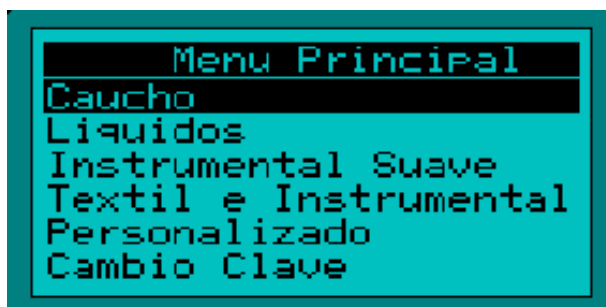 Menu Principal
Caucho
Liquidos
Instrumental Suave
Textil e Instrumental
Personalizado
Cambio Clave